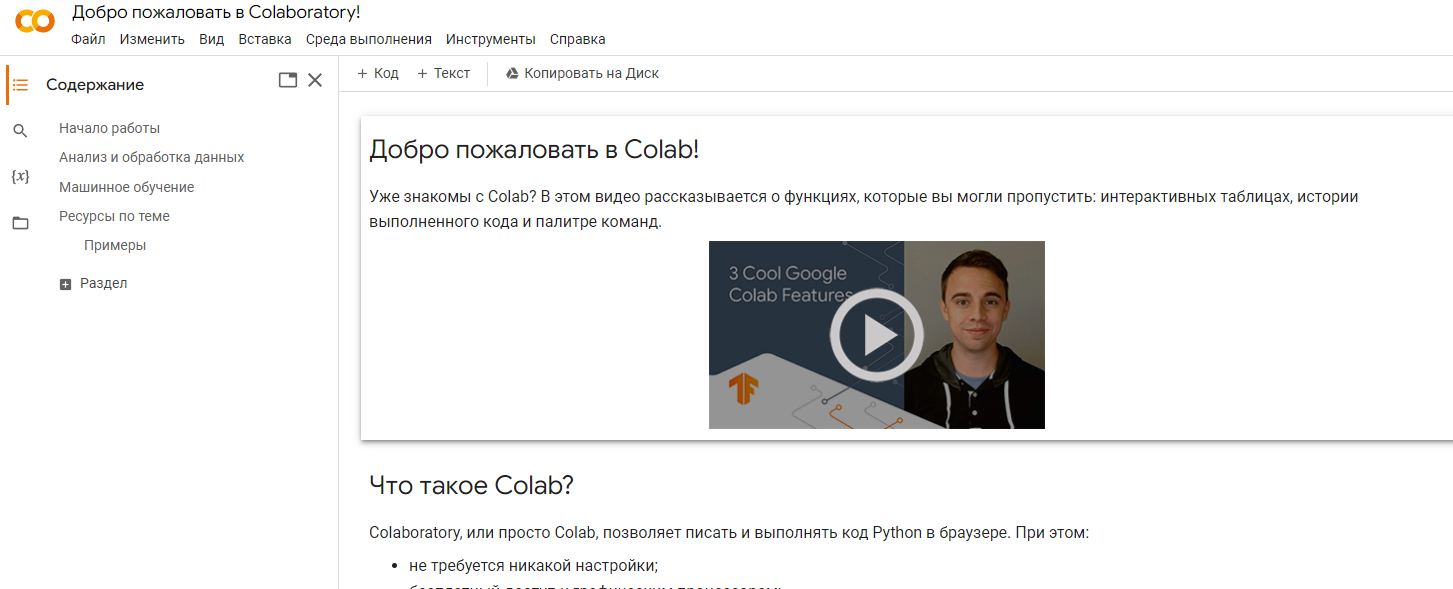 Добро пожаловать в Colaboratory!
Файл Изменить Вид Вставка Среда выполнения Инструменты Справка
Содержание
Начало работы
Анализ и обработка данных
Машинное обучение
Ресурсы по теме
Примеры
Раздел
{x}
+ Код + Текст Копировать на Диск
Добро пожаловать в Colab!
Уже знакомы с Colab? В этом видео рассказывается о функциях, которые вы могли пропустить: интерактивных таблицах, истории
выполненного кода и палитре команд.
3 Cool Google
Colab Features
Что такое Colab?
Colaboratory, или просто Colab, позволяет писать и выполнять код Python в браузере. При этом:
• не требуется никакой настройки;